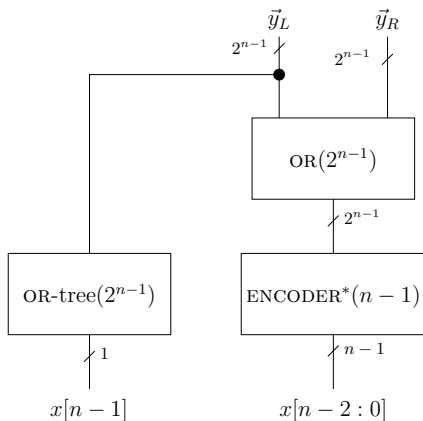 $\vec{y}_L$ $\vec{y}_R$
$2^{n-1}$ $2^{n-1}$
OR($2^{n-1}$)
$2^{n-1}$
OR-tree($2^{n-1}$) ENCODER$^*$($n-1$)
1 $n-1$
$x[n-1]$ $x[n-2:0]$